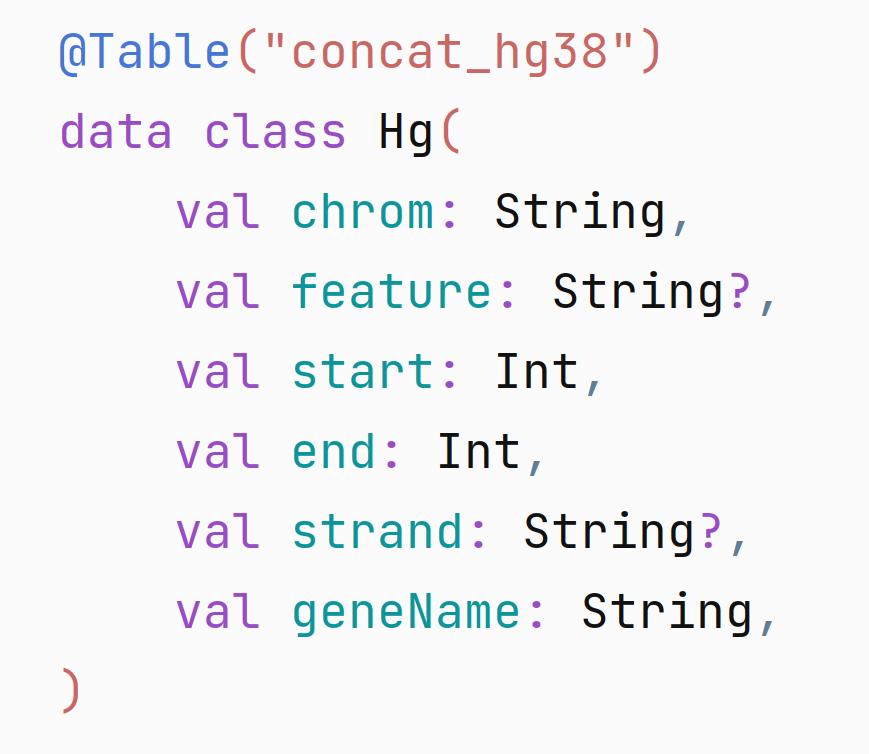 @Table("concat_hg38")
data class Hg(
    val chrom: String,
    val feature: String?,
    val start: Int,
    val end: Int,
    val strand: String?,
    val geneName: String,
)